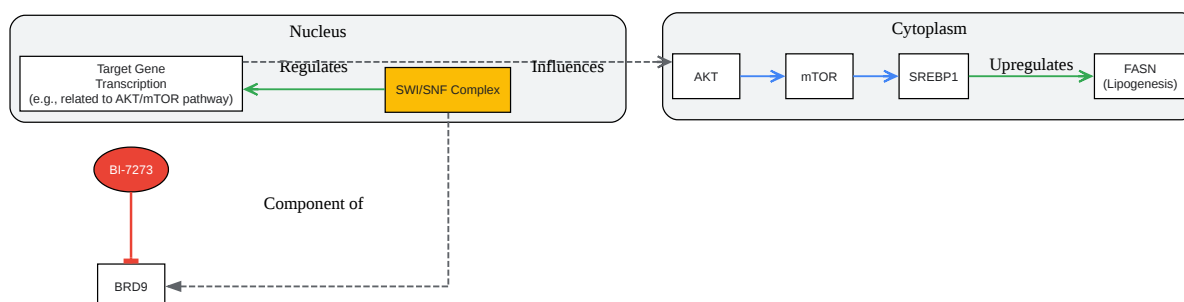 Nucleus
Cytoplasm
Target Gene
Transcription
(e.g., related to AKT/mTOR pathway)
Regulates
SWI/SNF Complex
Influences
AKT
mTOR
SREBP1
Upregulates
FASN
(Lipogenesis)
BI-7273
Component of
BRD9